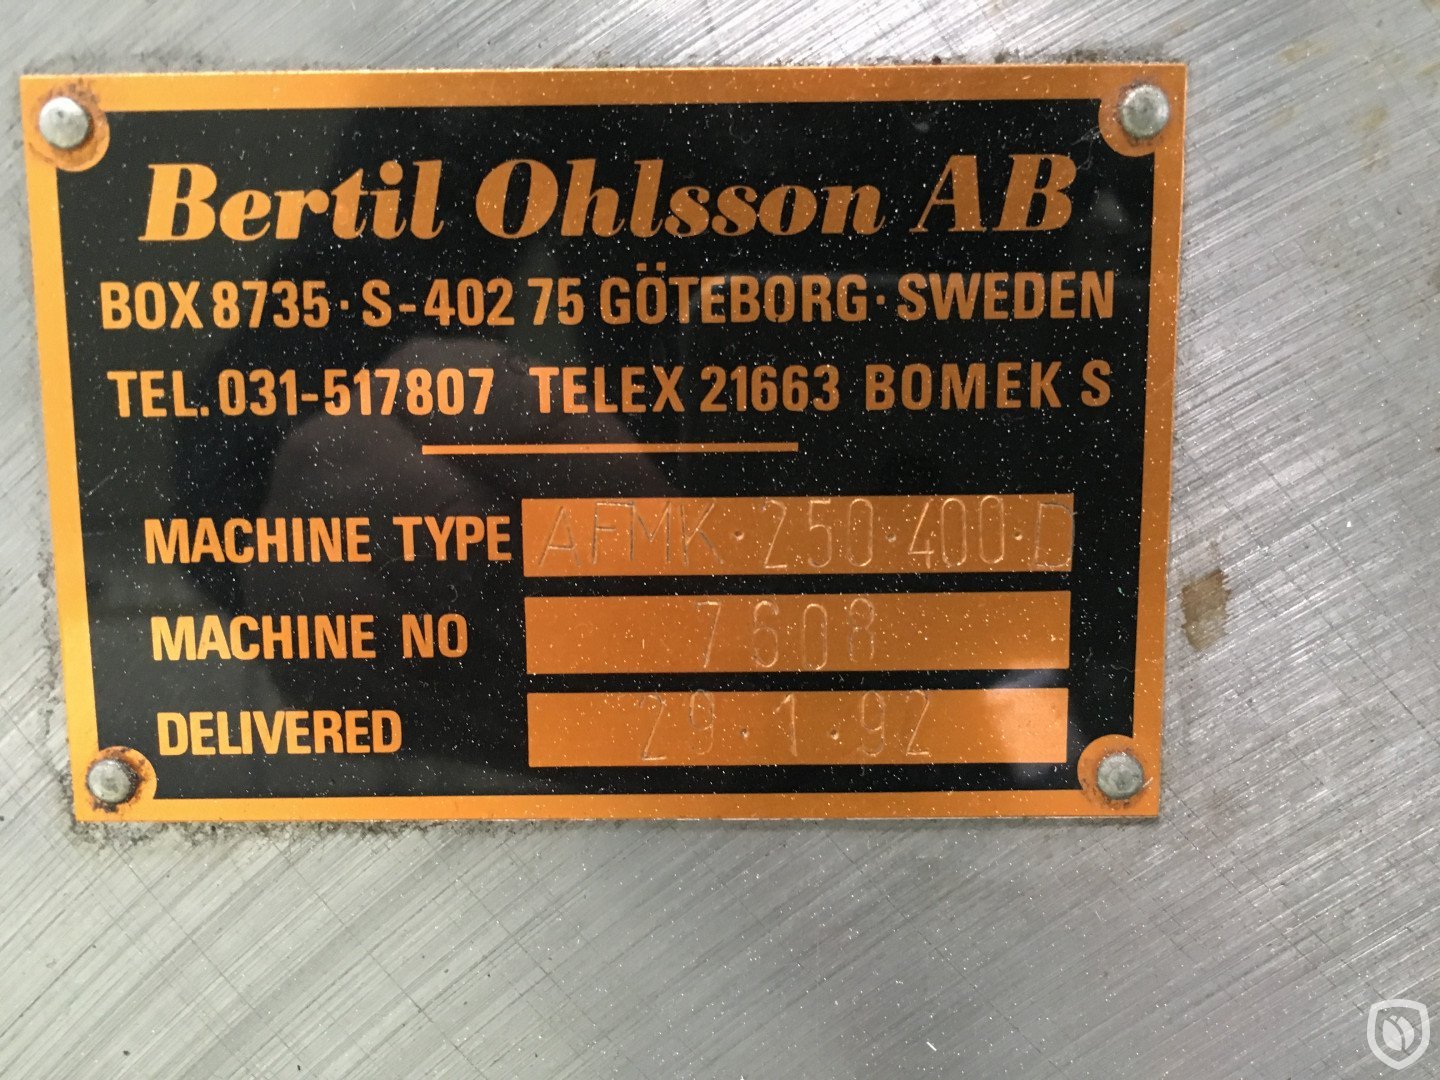 Bertil Ohlsson AB
BOX 8735 · S-402 75 GÖTEBORG · SWEDEN
TEL. 031-517807 TELEX 21663 BOMEK S
MACHINE TYPE AFMK·250·400·D
MACHINE NO 7608
DELIVERED 29·1·92